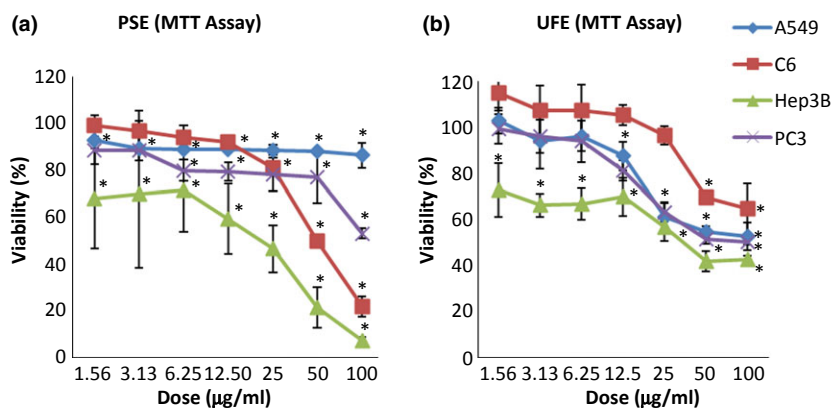 (a) PSE (MTT Assay)
120
100
80
60
40
20
0
Viability (%)
* * * * * * * * * * * * * * * * * * * * * *
1.56 3.13 6.25 12.50 25 50 100
Dose (µg/ml)
(b) UFE (MTT Assay)
120
100
80
60
40
20
0
Viability (%)
* * * * * * * * * * * * * *
1.56 3.13 6.25 12.5 25 50 100
Dose (µg/ml)
A549
C6
Hep3B
PC3